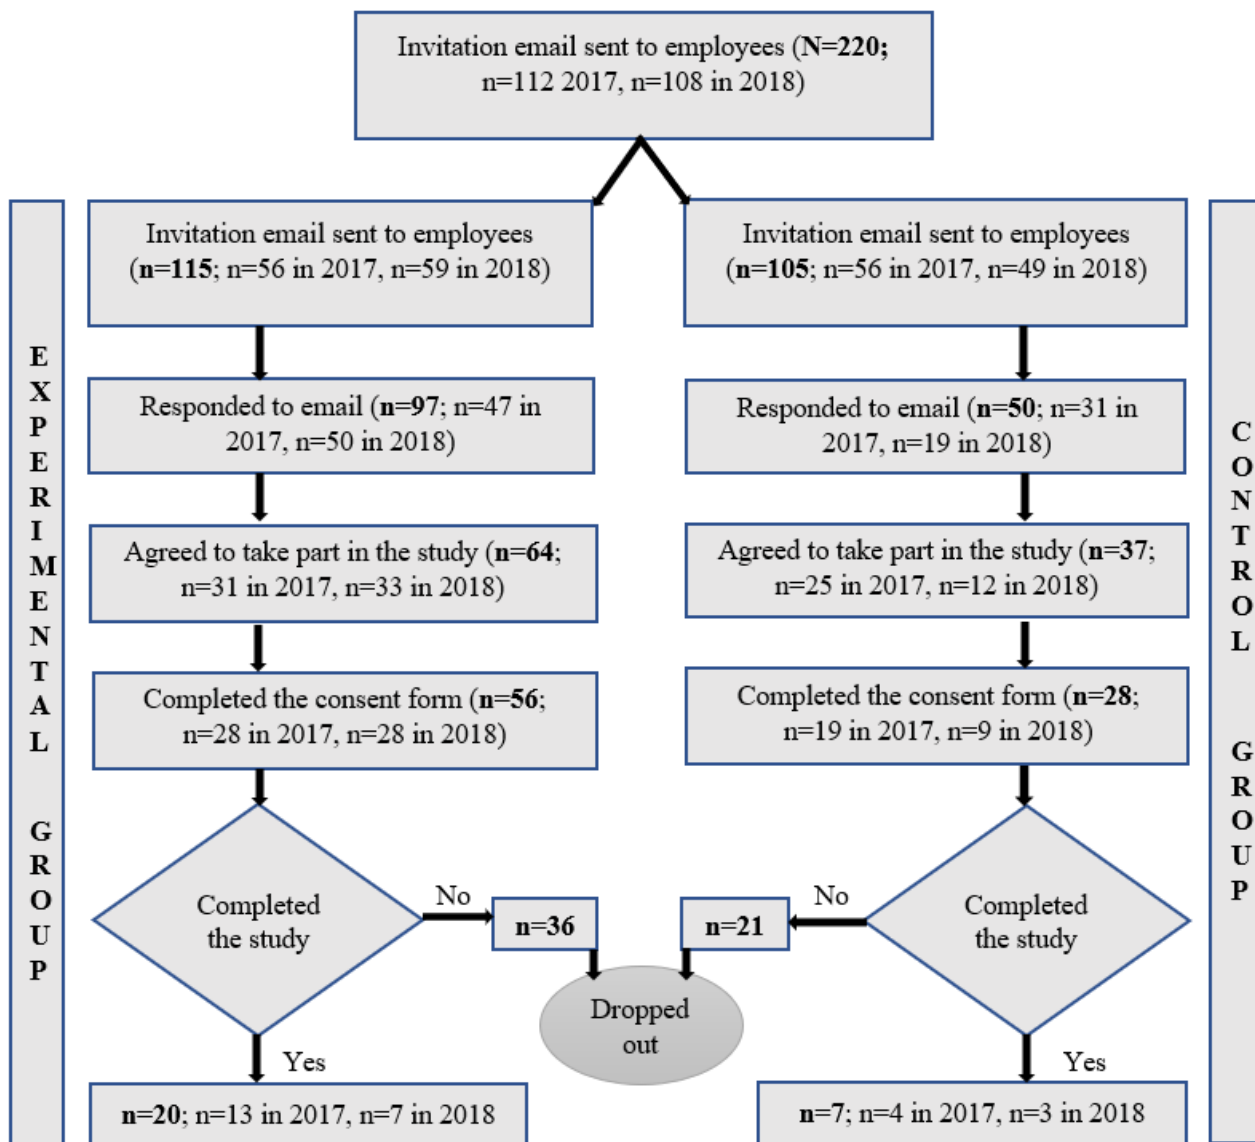 Invitation email sent to employees (N=220;
n=112 2017, n=108 in 2018)
Invitation email sent to employees
(n=115; n=56 in 2017, n=59 in 2018)
Invitation email sent to employees
(n=105; n=56 in 2017, n=49 in 2018)
EXPERIMENTAL GROUP
CONTROL GROUP
Responded to email (n=97; n=47 in
2017, n=50 in 2018)
Responded to email (n=50; n=31 in
2017, n=19 in 2018)
Agreed to take part in the study (n=64;
n=31 in 2017, n=33 in 2018)
Agreed to take part in the study (n=37;
n=25 in 2017, n=12 in 2018)
Completed the consent form (n=56;
n=28 in 2017, n=28 in 2018)
Completed the consent form (n=28;
n=19 in 2017, n=9 in 2018)
Completed
the study
No
n=36
n=21
No
Completed
the study
Dropped
out
Yes
Yes
n=20; n=13 in 2017, n=7 in 2018
n=7; n=4 in 2017, n=3 in 2018